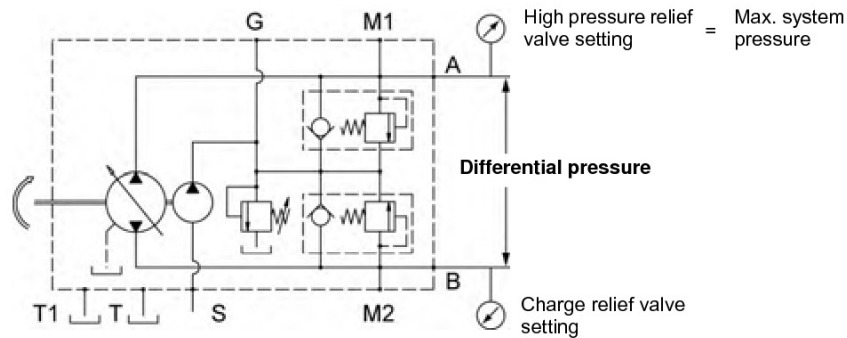 G
M1
High pressure relief
valve setting
=
Max. system
pressure
A
Differential pressure
B
T1
T
S
M2
Charge relief valve
setting